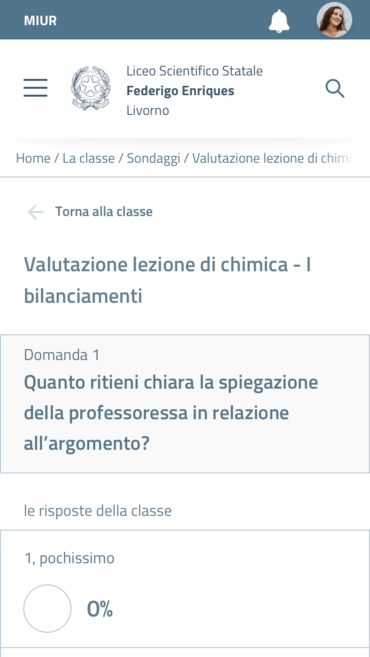 MIUR
Liceo Scientifico Statale
Federigo Enriques
Livorno
Home / La classe / Sondaggi / Valutazione lezione di chimi
Torna alla classe
Valutazione lezione di chimica - I
bilanciamenti
Domanda 1
Quanto ritieni chiara la spiegazione
della professoressa in relazione
all’argomento?
le risposte della classe
1, pochissimo
0%